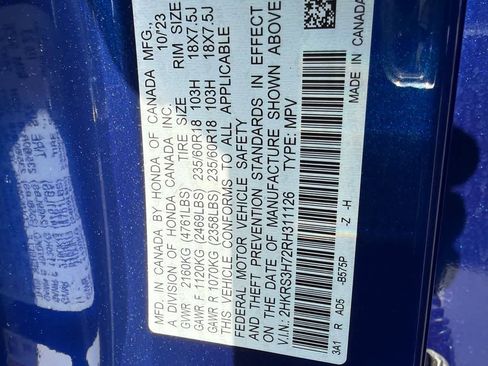 MFD. IN CANADA BY HONDA OF CANADA MFG.,
A DIVISION OF HONDA CANADA INC. 10/23
GVWR 2160KG (4761LBS) TIRE SIZE RIM SIZE
GAWR F 1120KG (2469LBS) 235/60R18 103H 18X7.5J
GAWR R 1070KG (2358LBS) 235/60R18 103H 18X7.5J
THIS VEHICLE CONFORMS TO ALL APPLICABLE
FEDERAL MOTOR VEHICLE SAFETY
AND THEFT PREVENTION STANDARDS IN EFFECT
ON THE DATE OF MANUFACTURE SHOWN ABOVE.
V.I.N: 2HKRS3H72RH311126 TYPE: MPV
Z -H MADE IN CANADA
3A1 R AD5 -B575P